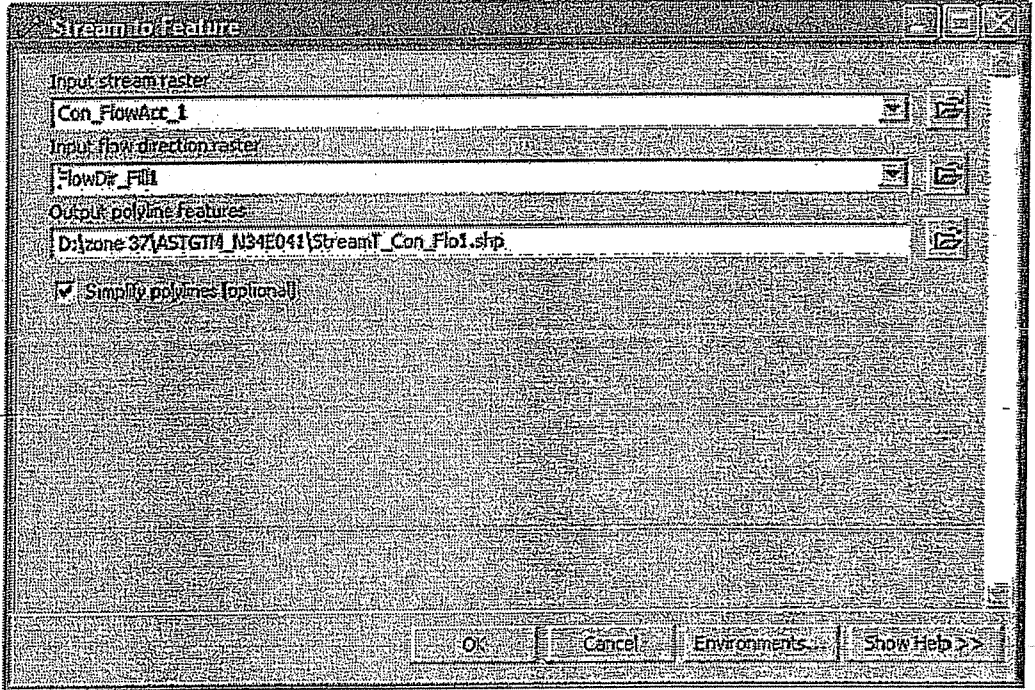 Stream to Feature
Input stream raster
Con_FlowAcc_1
Input flow direction raster
FlowDir_Fill1
Output polyline features
D:\zone 37\ASTGTM_N34E041\StreamT_Con_Flo1.shp
Simplify polylines (optional)
OK
Cancel
Environments...
Show Help >>